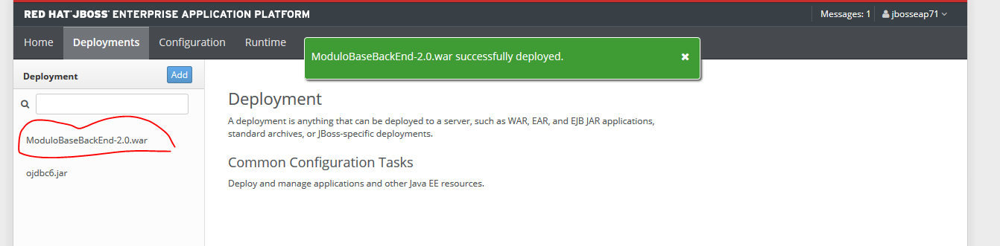 RED HAT® JBOSS® ENTERPRISE APPLICATION PLATFORM
Messages: 1
jbosseap71
Home
Deployments
Configuration
Runtime
ModuloBaseBackEnd-2.0.war successfully deployed.
Deployment
Add
ModuloBaseBackEnd-2.0.war
ojdbc6.jar
Deployment
A deployment is anything that can be deployed to a server, such as WAR, EAR, and EJB JAR applications,
standard archives, or JBoss-specific deployments.
Common Configuration Tasks
Deploy and manage applications and other Java EE resources.